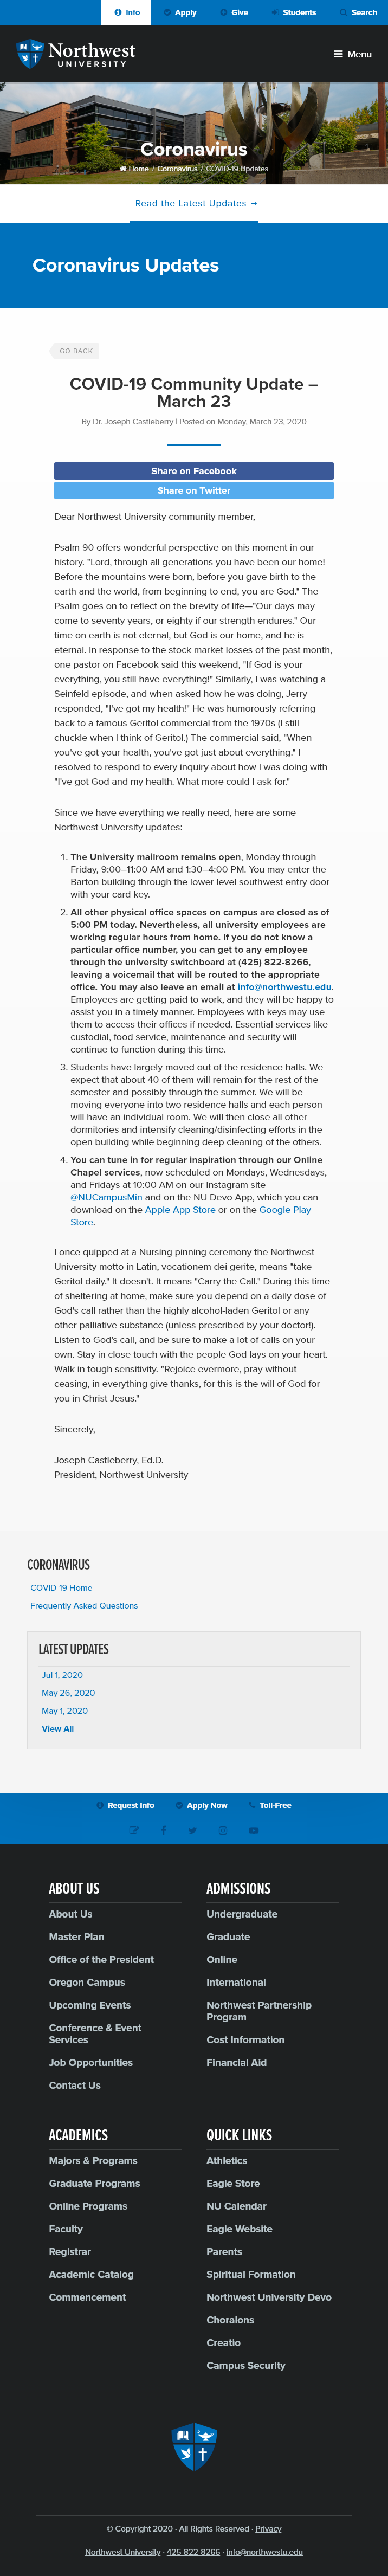 Info
Apply
Give
Students
Search
Northwest
UNIVERSITY
Menu
Coronavirus
Home / Coronavirus / COVID-19 Updates
Read the Latest Updates →
Coronavirus Updates
GO BACK
COVID-19 Community Update –
March 23
By Dr. Joseph Castleberry | Posted on Monday, March 23, 2020
Share on Facebook
Share on Twitter
Dear Northwest University community member,
Psalm 90 offers wonderful perspective on this moment in our
history. "Lord, through all generations you have been our home!
Before the mountains were born, before you gave birth to the
earth and the world, from beginning to end, you are God." The
Psalm goes on to reflect on the brevity of life—"Our days may
come to seventy years, or eighty if our strength endures." Our
time on earth is not eternal, but God is our home, and he is
eternal. In response to the stock market losses of the past month,
one pastor on Facebook said this weekend, "If God is your
everything, you still have everything!" Similarly, I was watching a
Seinfeld episode, and when asked how he was doing, Jerry
responded, "I've got my health!" He was humorously referring
back to a famous Geritol commercial from the 1970s (I still
chuckle when I think of Geritol.) The commercial said, "When
you've got your health, you've got just about everything." I
resolved to respond to every inquiry about how I was doing with
"I've got God and my health. What more could I ask for."
Since we have everything we really need, here are some
Northwest University updates:
1. The University mailroom remains open, Monday through
Friday, 9:00–11:00 AM and 1:30–4:00 PM. You may enter the
Barton building through the lower level southwest entry door
with your card key.
2. All other physical office spaces on campus are closed as of
5:00 PM today. Nevertheless, all university employees are
working regular hours from home. If you do not know a
particular office number, you can get to any employee
through the university switchboard at (425) 822-8266,
leaving a voicemail that will be routed to the appropriate
office. You may also leave an email at info@northwestu.edu.
Employees are getting paid to work, and they will be happy to
assist you in a timely manner. Employees with keys may use
them to access their offices if needed. Essential services like
custodial, food service, maintenance and security will
continue to function during this time.
3. Students have largely moved out of the residence halls. We
expect that about 40 of them will remain for the rest of the
semester and possibly through the summer. We will be
moving everyone into two residence halls and each person
will have an individual room. We will then close all other
dormitories and intensify cleaning/disinfecting efforts in the
open building while beginning deep cleaning in the others.
4. You can tune in for regular inspiration through our Online
Chapel services, now scheduled on Mondays, Wednesdays,
and Fridays at 10:00 AM on our Instagram site
@NUCampusMin and on the NU Devo App, which you can
download on the Apple App Store or on the Google Play
Store.
I once quipped at a Nursing pinning ceremony the Northwest
University motto in Latin, vocationem dei gerite, means "take
Geritol daily." It doesn't. It means "Carry the Call." During this time
of sheltering at home, make sure you depend on a daily dose of
God's call rather than the highly alcohol-laden Geritol or any
other palliative substance (unless prescribed by your doctor!).
Listen to God's call, and be sure to make a lot of calls on your
own. Stay in close touch with the people God lays on your heart.
Walk in tough sensitivity. "Rejoice evermore, pray without
ceasing, in everything give thanks, for this is the will of God for
you in Christ Jesus."
Sincerely,
Joseph Castleberry, Ed.D.
President, Northwest University
CORONAVIRUS
COVID-19 Home
Frequently Asked Questions
LATEST UPDATES
Jul 1, 2020
May 26, 2020
May 1, 2020
View All
Request Info
Apply Now
Toll-Free
ABOUT US
About Us
Master Plan
Office of the President
Oregon Campus
Upcoming Events
Conference & Event
Services
Job Opportunities
Contact Us
ADMISSIONS
Undergraduate
Graduate
Online
International
Northwest Partnership
Program
Cost Information
Financial Aid
ACADEMICS
Majors & Programs
Graduate Programs
Online Programs
Faculty
Registrar
Academic Catalog
Commencement
QUICK LINKS
Athletics
Eagle Store
NU Calendar
Eagle Website
Parents
Spiritual Formation
Northwest University Devo
Choralons
Creatio
Campus Security
© Copyright 2020 · All Rights Reserved · Privacy
Northwest University · 425-822-8266 · info@northwestu.edu